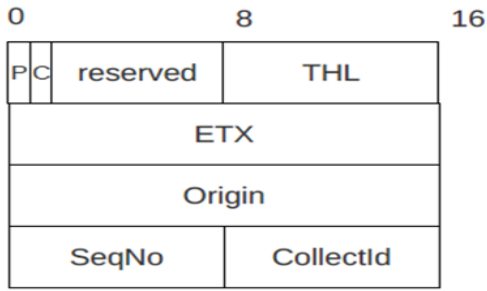 0 8 16
P C reserved THL
ETX
Origin
SeqNo CollectId